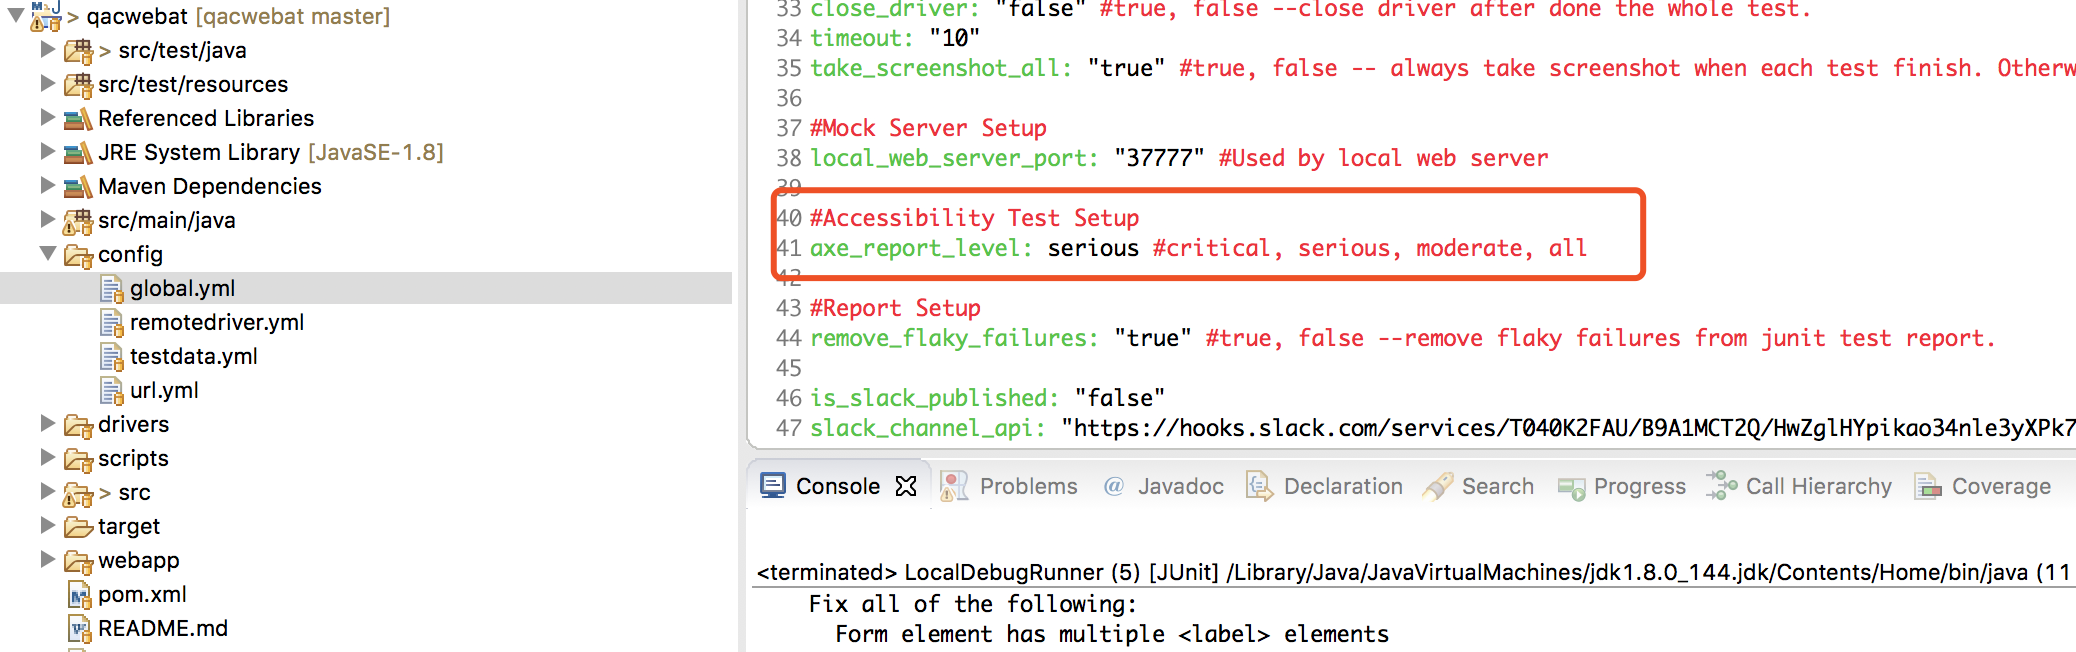 > qacwebat [qacwebat master]
> src/test/java
src/test/resources
Referenced Libraries
JRE System Library [JavaSE-1.8]
Maven Dependencies
src/main/java
config
global.yml
remotedriver.yml
testdata.yml
url.yml
drivers
scripts
> src
target
webapp
pom.xml
README.md
33 close_driver: "false" #true, false --close driver after done the whole test.
34 timeout: "10"
35 take_screenshot_all: "true" #true, false -- always take screenshot when each test finish. Otherw
36
37 #Mock Server Setup
38 local_web_server_port: "37777" #Used by local web server
39
40 #Accessibility Test Setup
41 axe_report_level: serious #critical, serious, moderate, all
42
43 #Report Setup
44 remove_flaky_failures: "true" #true, false --remove flaky failures from junit test report.
45
46 is_slack_published: "false"
47 slack_channel_api: "https://hooks.slack.com/services/T040K2FAU/B9A1MCT2Q/HwZglHYpikao34nle3yXPk7
Console Problems @ Javadoc Declaration Search Progress Call Hierarchy Coverage
<terminated> LocalDebugRunner (5) [JUnit] /Library/Java/JavaVirtualMachines/jdk1.8.0_144.jdk/Contents/Home/bin/java (11
Fix all of the following:
Form element has multiple <label> elements